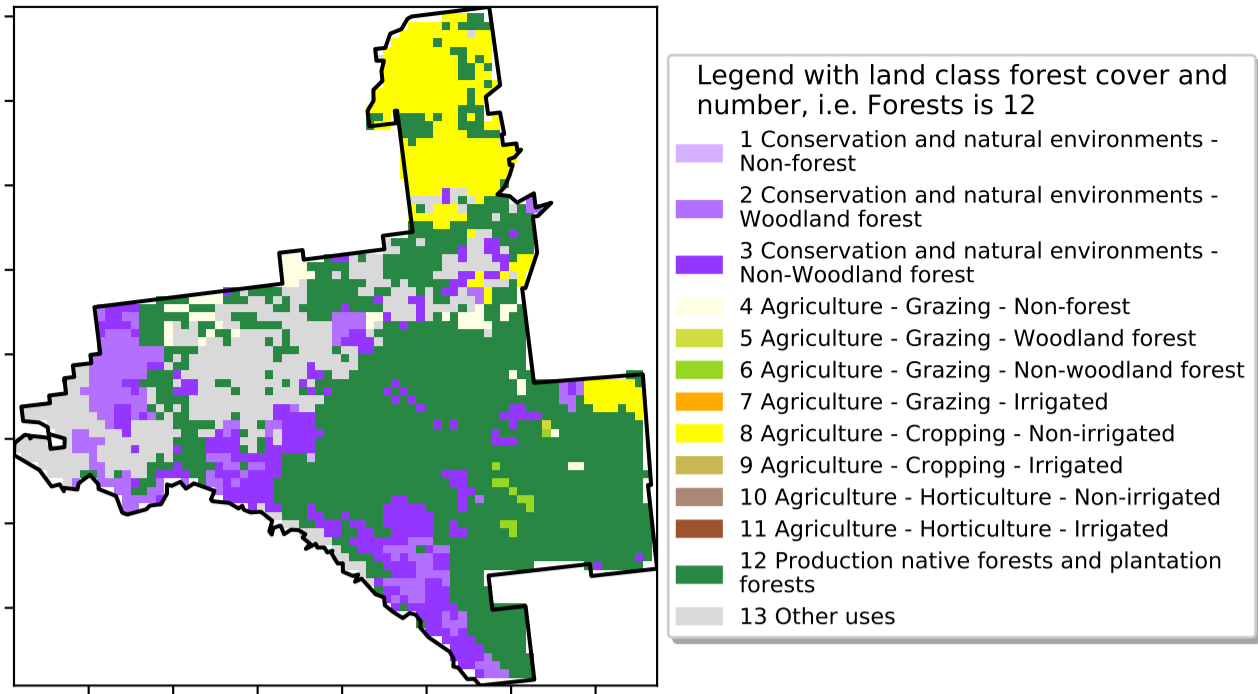 Legend with land class forest cover and
number, i.e. Forests is 12
1 Conservation and natural environments -
Non-forest
2 Conservation and natural environments -
Woodland forest
3 Conservation and natural environments -
Non-Woodland forest
4 Agriculture - Grazing - Non-forest
5 Agriculture - Grazing - Woodland forest
6 Agriculture - Grazing - Non-woodland forest
7 Agriculture - Grazing - Irrigated
8 Agriculture - Cropping - Non-irrigated
9 Agriculture - Cropping - Irrigated
10 Agriculture - Horticulture - Non-irrigated
11 Agriculture - Horticulture - Irrigated
12 Production native forests and plantation
forests
13 Other uses